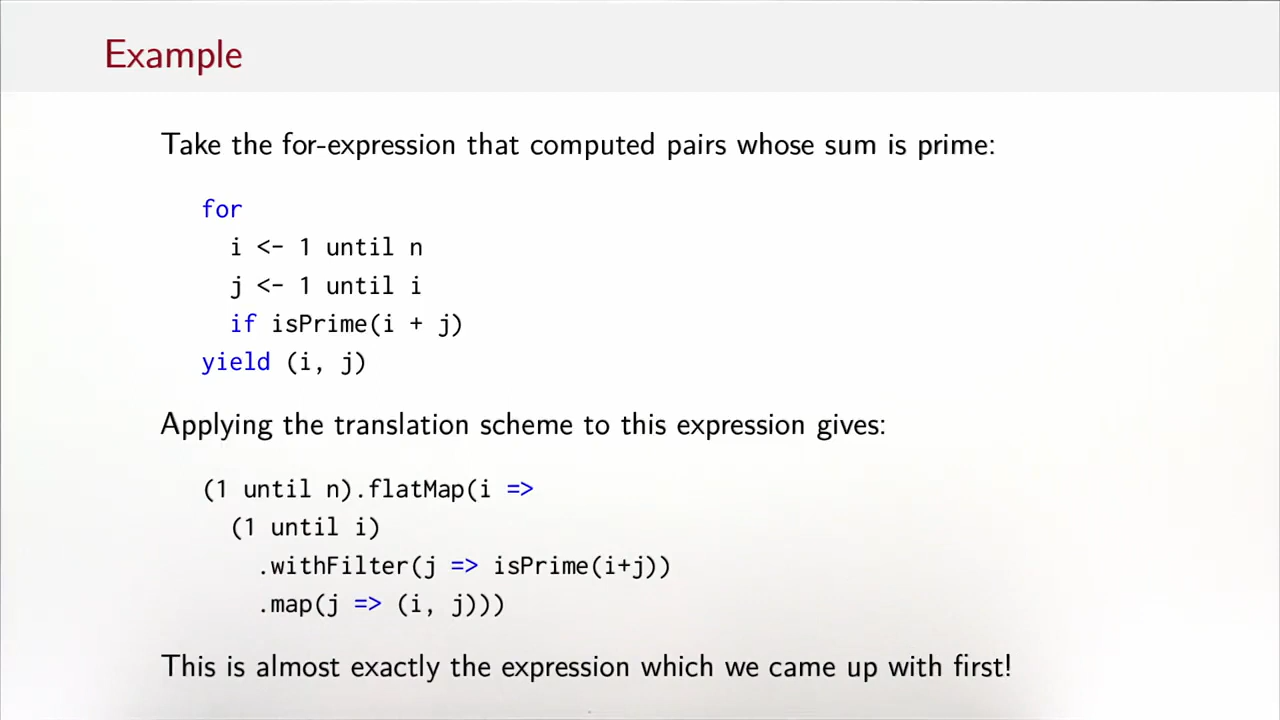 Example
Take the for-expression that computed pairs whose sum is prime:
for
i <- 1 until n
j <- 1 until i
if isPrime(i + j)
yield (i, j)
Applying the translation scheme to this expression gives:
(1 until n).flatMap(i =>
(1 until i)
.withFilter(j => isPrime(i+j))
.map(j => (i, j)))
This is almost exactly the expression which we came up with first!